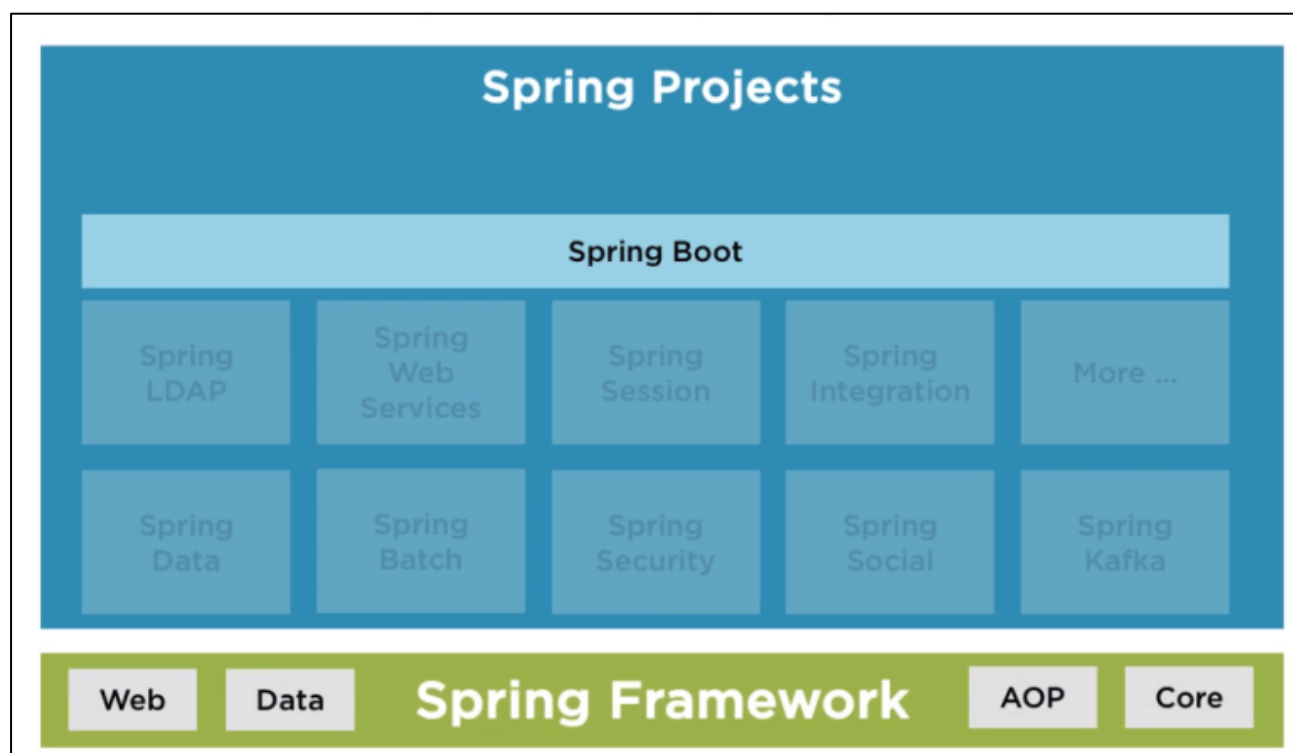 Spring Projects
Spring Boot
Spring
LDAP
Spring
Web
Services
Spring
Session
Spring
Integration
More ...
Spring
Data
Spring
Batch
Spring
Security
Spring
Social
Spring
Kafka
Web
Data
Spring Framework
AOP
Core